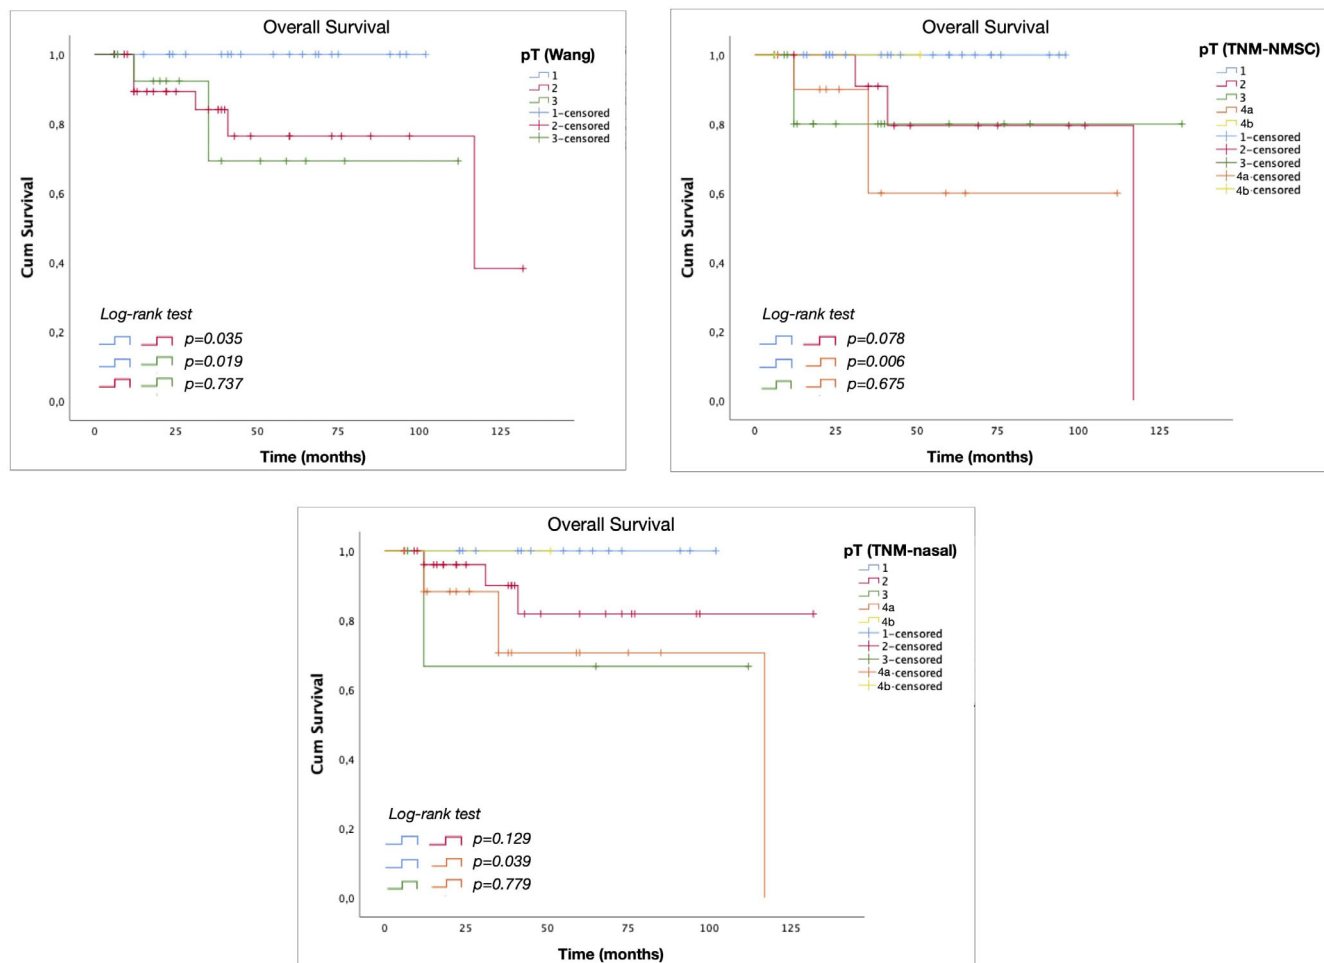 Overall Survival
pT (Wang)
1
2
3
1-censored
2-censored
3-censored
1,0
0,8
0,6
0,4
0,2
0,0
Cum Survival
Log-rank test
p=0.035
p=0.019
p=0.737
0 25 50 75 100 125
Time (months)
Overall Survival
pT (TNM-NMSC)
1
2
3
4a
4b
1-censored
2-censored
3-censored
4a-censored
4b-censored
1,0
0,8
0,6
0,4
0,2
0,0
Cum Survival
Log-rank test
p=0.078
p=0.006
p=0.675
0 25 50 75 100 125
Time (months)
Overall Survival
pT (TNM-nasal)
1
2
3
4a
4b
1-censored
2-censored
3-censored
4a-censored
4b-censored
1,0
0,8
0,6
0,4
0,2
0,0
Cum Survival
Log-rank test
p=0.129
p=0.039
p=0.779
0 25 50 75 100 125
Time (months)